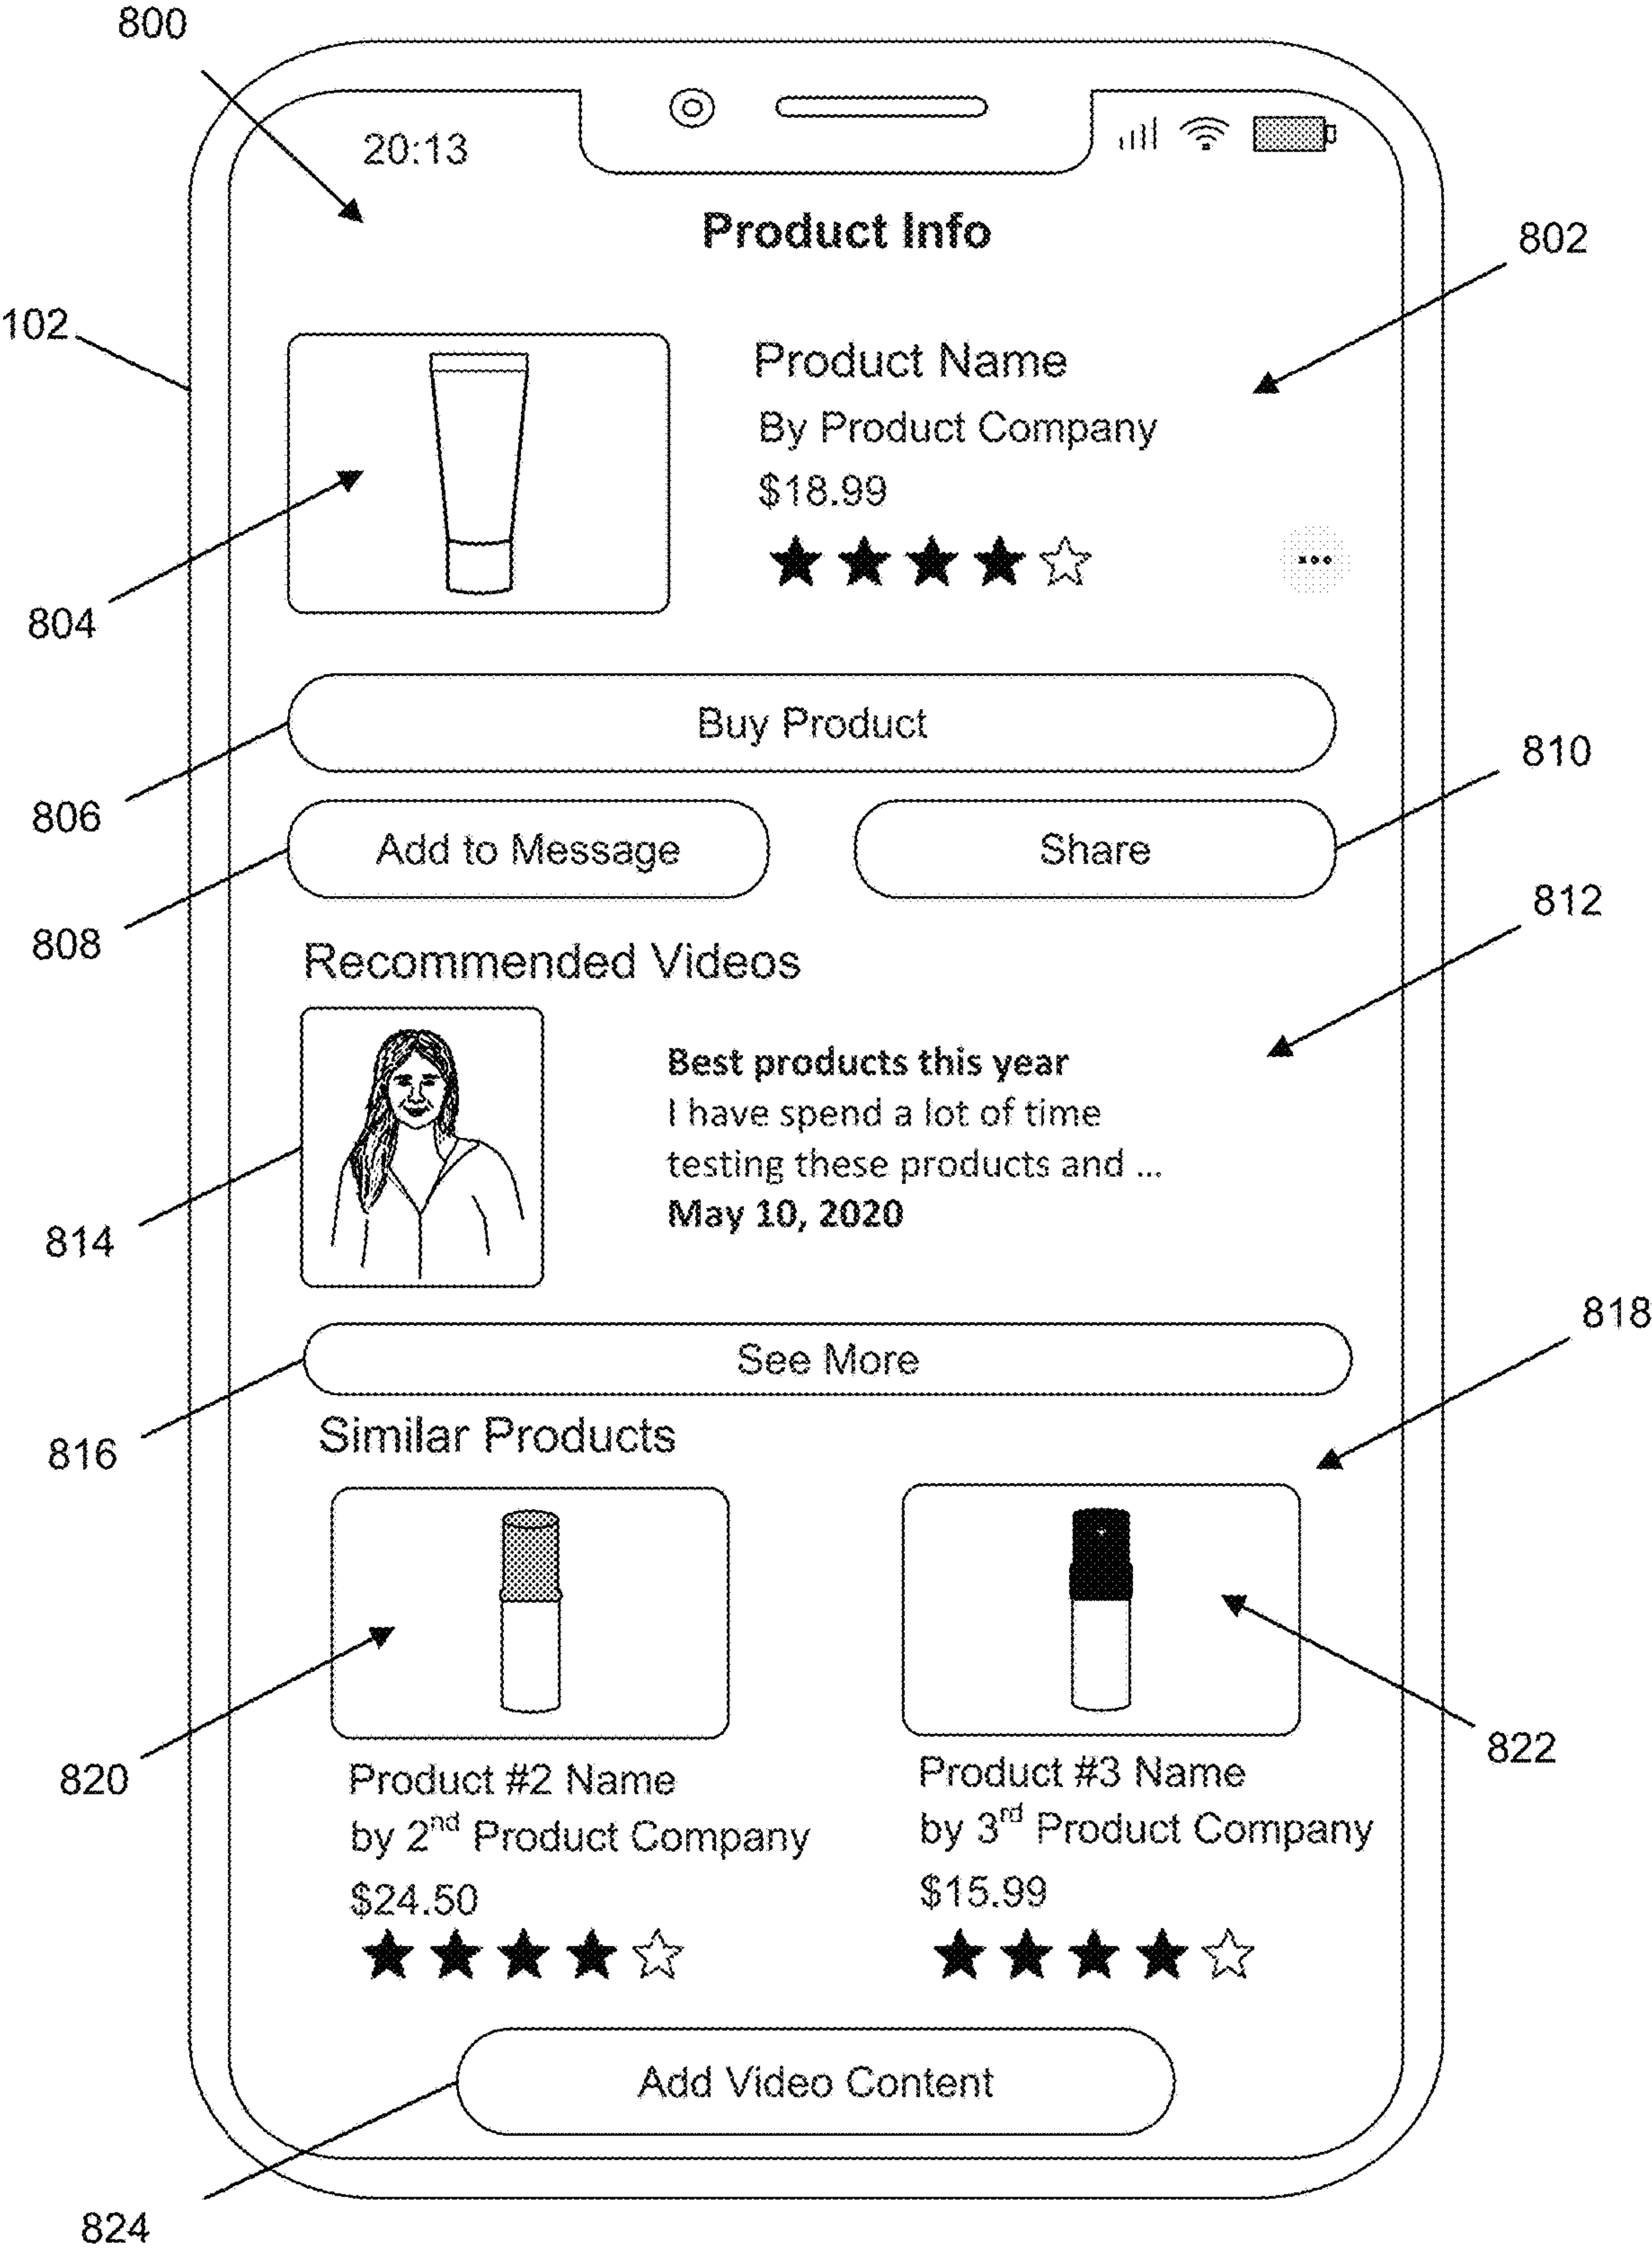 800
20:13
Product Info
802
102
Product Name
By Product Company
$18.99
804
Buy Product
806
810
Add to Message
Share
808
812
Recommended Videos
Best products this year
I have spend a lot of time
testing these products and ...
May 10, 2020
814
818
See More
816
Similar Products
820
822
Product #2 Name
by 2nd Product Company
$24.50
Product #3 Name
by 3rd Product Company
$15.99
Add Video Content
824